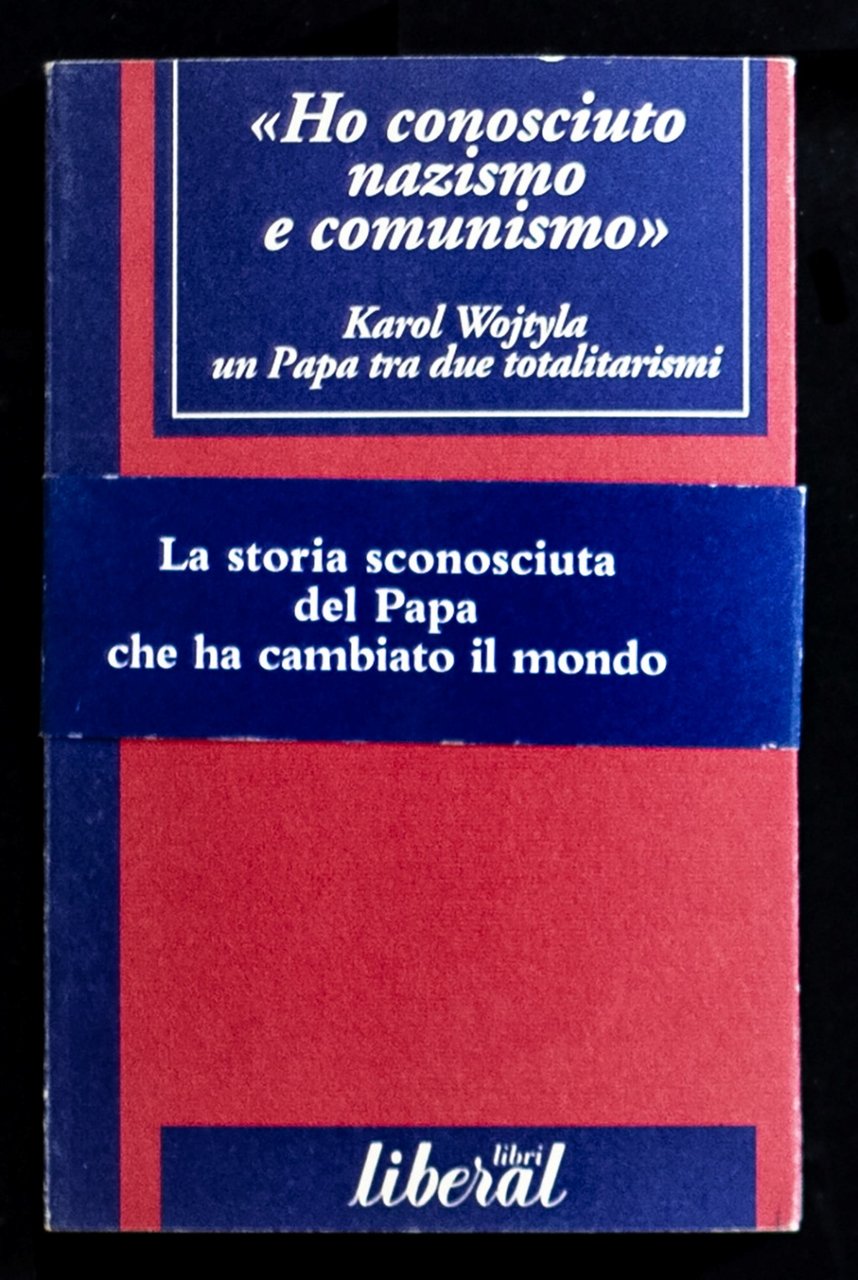 «Ho conosciuto
nazismo
e comunismo»
Karol Wojtyla
un Papa tra due totalitarismi
La storia sconosciuta
del Papa
che ha cambiato il mondo
libri
liberal